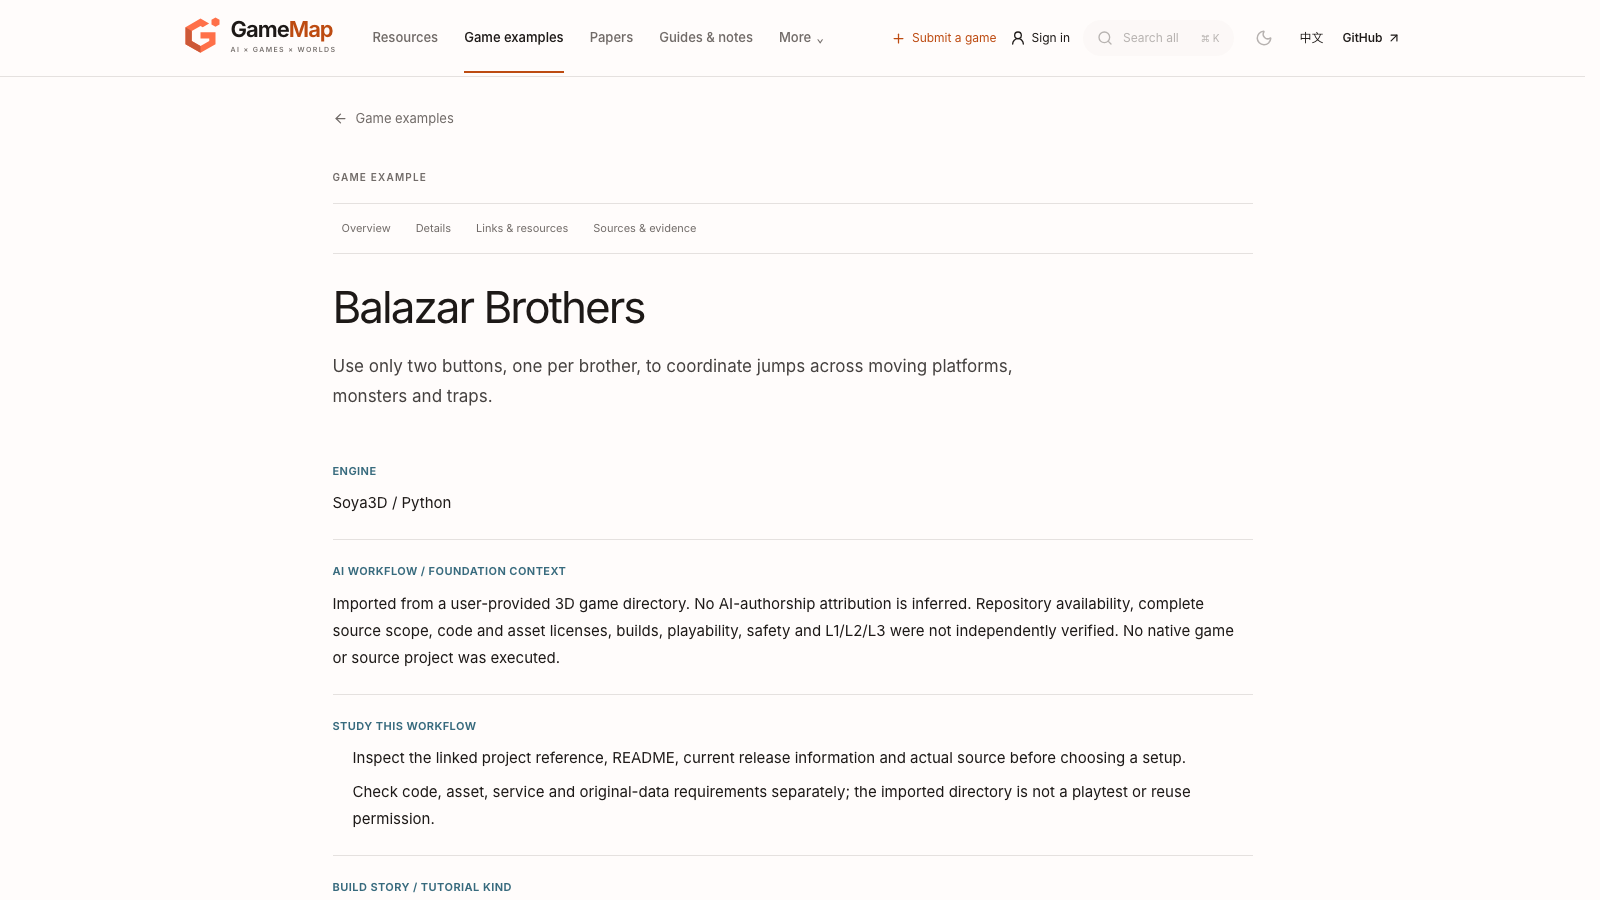 GameMap
AI × GAMES × WORLDS
Resources
Game examples
Papers
Guides & notes
More
Submit a game
Sign in
Search all
⌘ K
中文
GitHub
Game examples
GAME EXAMPLE
Overview
Details
Links & resources
Sources & evidence
Balazar Brothers
Use only two buttons, one per brother, to coordinate jumps across moving platforms,
monsters and traps.
ENGINE
Soya3D / Python
AI WORKFLOW / FOUNDATION CONTEXT
Imported from a user-provided 3D game directory. No AI-authorship attribution is inferred. Repository availability, complete
source scope, code and asset licenses, builds, playability, safety and L1/L2/L3 were not independently verified. No native game
or source project was executed.
STUDY THIS WORKFLOW
Inspect the linked project reference, README, current release information and actual source before choosing a setup.
Check code, asset, service and original-data requirements separately; the imported directory is not a playtest or reuse
permission.
BUILD STORY / TUTORIAL KIND